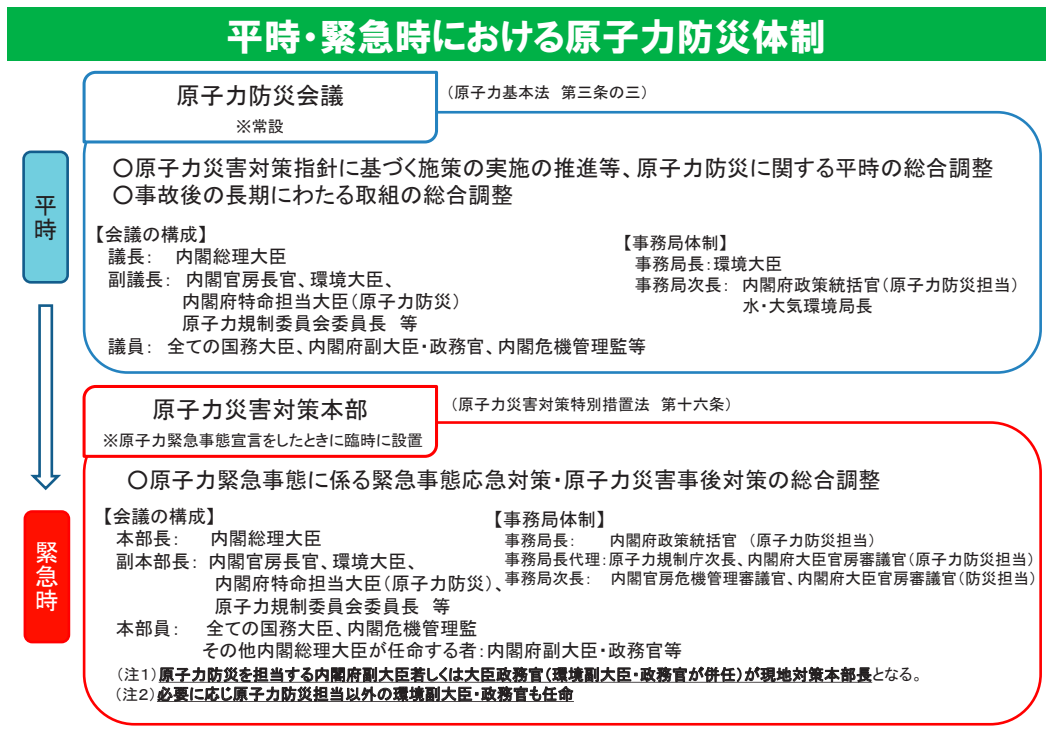 平時・緊急時における原子力防災体制
原子力防災会議
※常設
（原子力基本法　第三条の三）
平時
〇原子力災害対策指針に基づく施策の実施の推進等、原子力防災に関する平時の総合調整
〇事故後の長期にわたる取組の総合調整
【会議の構成】
議長：　内閣総理大臣
副議長：　内閣官房長官、環境大臣、
内閣府特命担当大臣（原子力防災）
原子力規制委員会委員長　等
議員：　全ての国務大臣、内閣府副大臣・政務官、内閣危機管理監等
【事務局体制】
事務局長：環境大臣
事務局次長：　内閣府政策統括官（原子力防災担当）
水・大気環境局長
原子力災害対策本部
※原子力緊急事態宣言をしたときに臨時に設置
（原子力災害対策特別措置法　第十六条）
緊急時
〇原子力緊急事態に係る緊急事態応急対策・原子力災害事後対策の総合調整
【会議の構成】
本部長：　内閣総理大臣
副本部長：　内閣官房長官、環境大臣、
内閣府特命担当大臣（原子力防災）、
原子力規制委員会委員長　等
本部員：　全ての国務大臣、内閣危機管理監
その他内閣総理大臣が任命する者：内閣府副大臣・政務官等
【事務局体制】
事務局長：　内閣府政策統括官　（原子力防災担当）
事務局長代理：原子力規制庁次長、内閣府大臣官房審議官（原子力防災担当）
事務局次長：　内閣官房危機管理審議官、内閣府大臣官房審議官（防災担当）
（注１）原子力防災を担当する内閣府副大臣若しくは大臣政務官（環境副大臣・政務官が併任）が現地対策本部長となる。
（注２）必要に応じ原子力防災担当以外の環境副大臣・政務官も任命